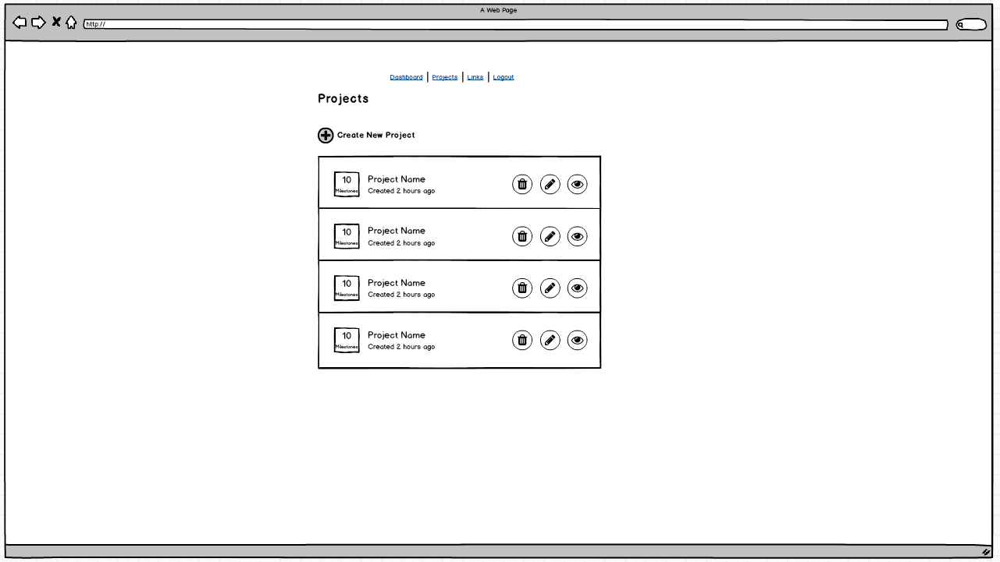 A Web Page
http://
Dashboard Projects Links Logout
Projects
Create New Project
10
Milestones
Project Name
Created 2 hours ago
10
Milestones
Project Name
Created 2 hours ago
10
Milestones
Project Name
Created 2 hours ago
10
Milestones
Project Name
Created 2 hours ago